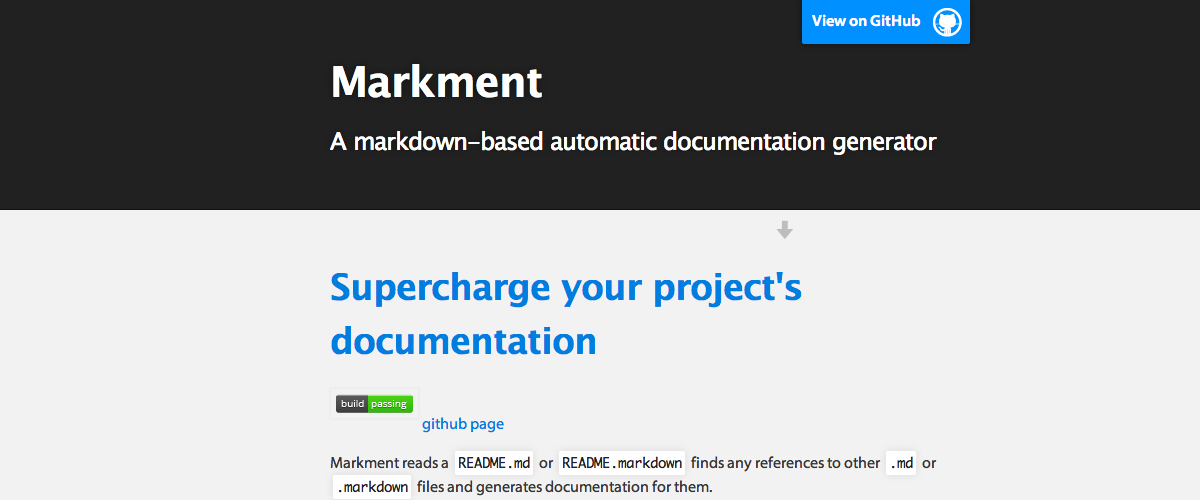 View on GitHub
Markment
A markdown-based automatic documentation generator
Supercharge your project's
documentation
build passing
github page
Markment reads a README.md or README.markdown finds any references to other .md or
.markdown files and generates documentation for them.